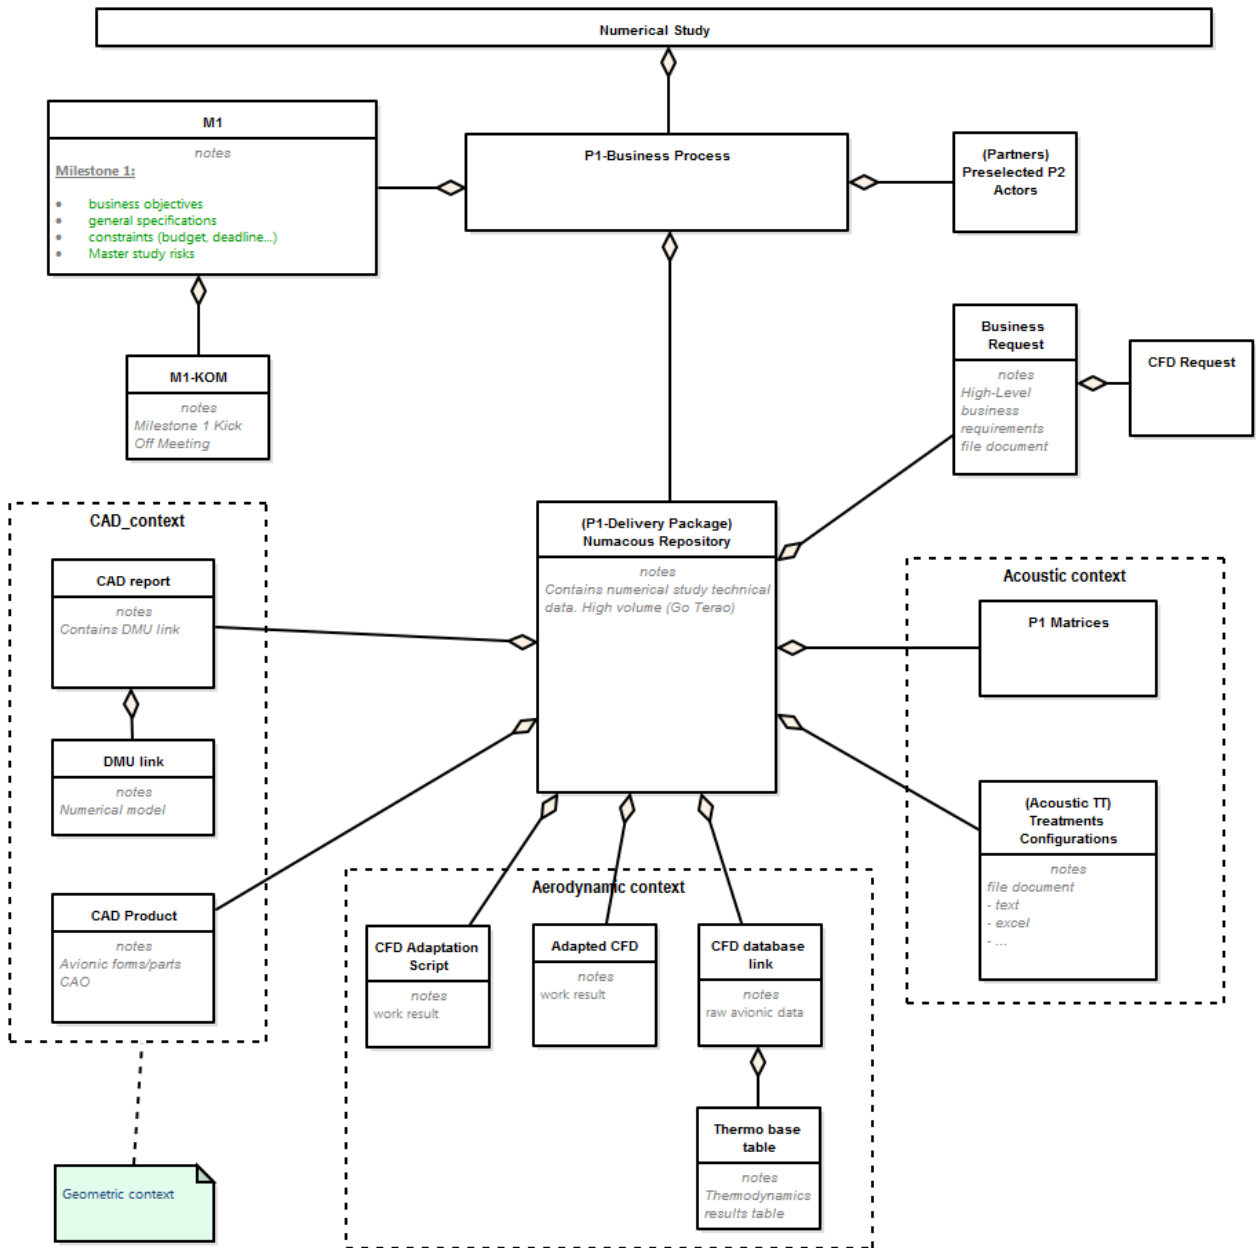 Numerical Study
M1
notes
Milestone 1:
• business objectives
• general specifications
• constraints (budget, deadline...)
• Master study risks
P1-Business Process
(Partners)
Preselected P2
Actors
M1-KOM
notes
Milestone 1 Kick
Off Meeting
Business
Request
notes
High-Level
business
requirements
file document
CFD Request
CAD_context
CAD report
notes
Contains DMU link
DMU link
notes
Numerical model
CAD Product
notes
Avionic forms/parts
CAO
(P1-Delivery Package)
Numacous Repository
notes
Contains numerical study technical
data. High volume (Go Terao)
Acoustic context
P1 Matrices
(Acoustic TT)
Treatments
Configurations
notes
file document
- text
- excel
- ...
Aerodynamic context
CFD Adaptation
Script
notes
work result
Adapted CFD
notes
work result
CFD database
link
notes
raw avionic data
Thermo base
table
notes
Thermodynamics
results table
Geometric context